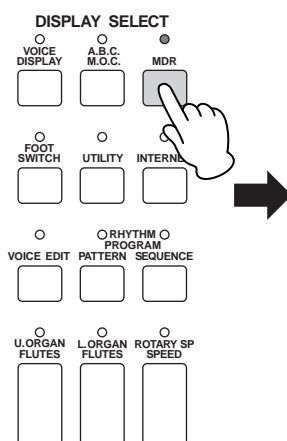 DISPLAY SELECT
VOICE DISPLAY
A.B.C. M.O.C.
MDR
FOOT SWITCH
UTILITY
INTERNE
RHYTHM PROGRAM
VOICE EDIT
PATTERN
SEQUENCE
U.ORGAN FLUTES
L.ORGAN FLUTES
ROTARY SP SPEED